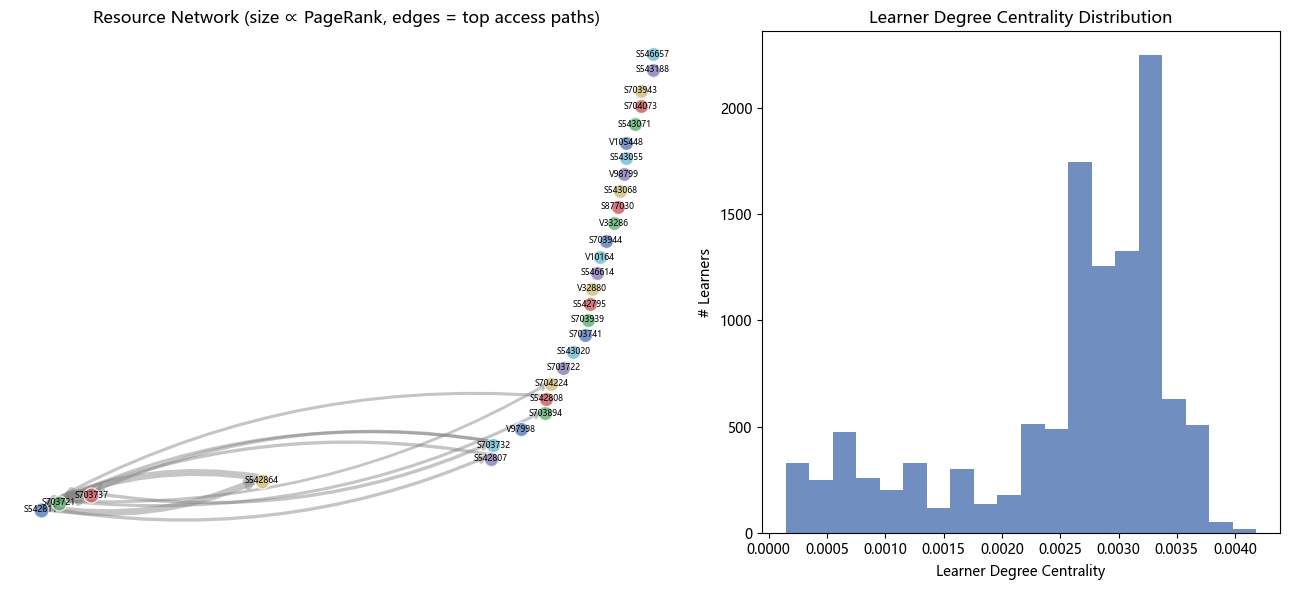 Resource Network (size ∝ PageRank, edges = top access paths)
S546657
S543188
S703943
S704073
S543071
V105448
S543055
V98799
S543068
S877030
V33286
S703944
V10164
S546614
V32880
S542795
S703939
S703741
S543020
S703722
S704224
S542808
S703894
V97998
S703732
S542807
S542864
S703737
S703721
Learner Degree Centrality Distribution
# Learners
2000
1500
1000
500
0
0.0000 0.0005 0.0010 0.0015 0.0020 0.0025 0.0030 0.0035 0.0040
Learner Degree Centrality